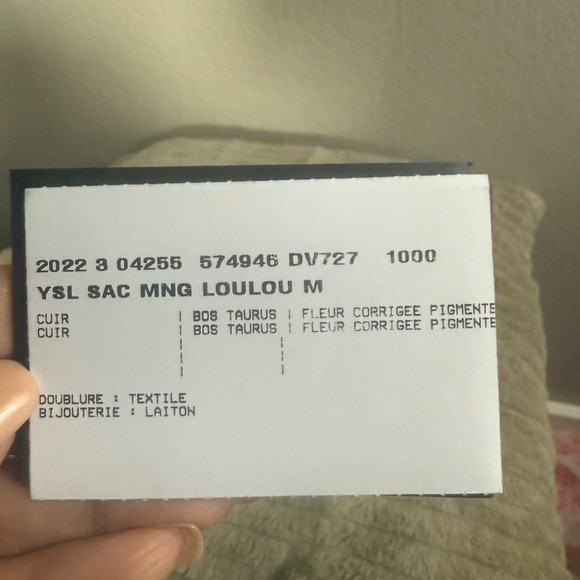 2022 3 04255 574946 DV727 1000
YSL SAC MNG LOULOU M
CUIR | BOS TAURUS | FLEUR CORRIGEE PIGMENTE
CUIR | BOS TAURUS | FLEUR CORRIGEE PIGMENTE
DOUBLURE : TEXTILE
BIJOUTERIE : LAITON